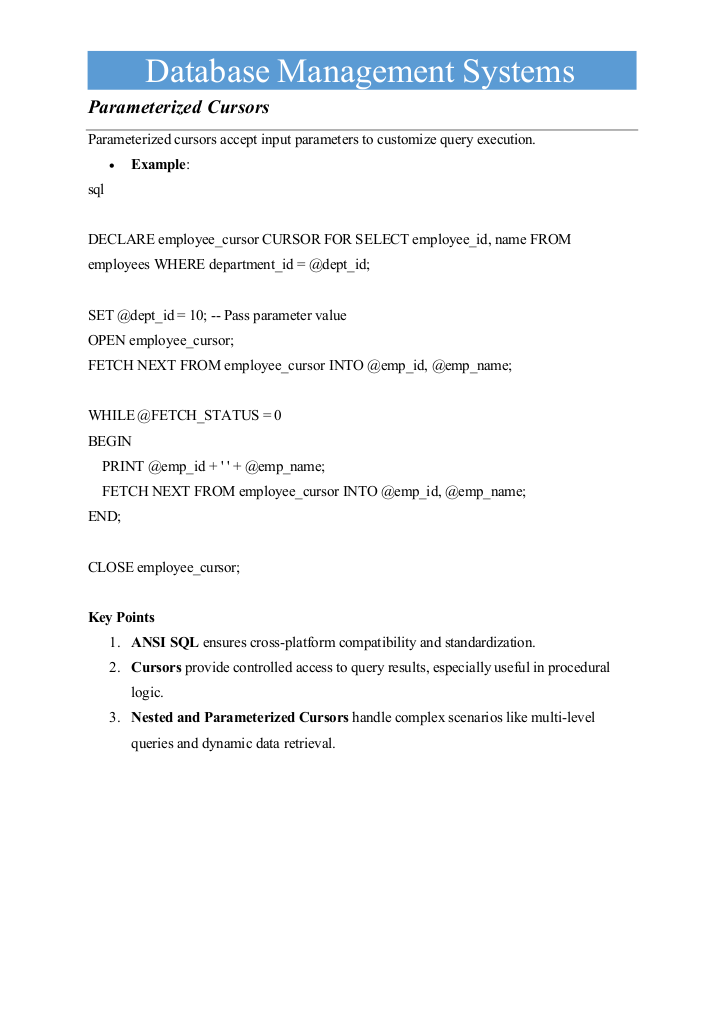 Database Management Systems
Parameterized Cursors
Parameterized cursors accept input parameters to customize query execution.
• Example:
sql
DECLARE employee_cursor CURSOR FOR SELECT employee_id, name FROM
employees WHERE department_id = @dept_id;
SET @dept_id = 10; -- Pass parameter value
OPEN employee_cursor;
FETCH NEXT FROM employee_cursor INTO @emp_id, @emp_name;
WHILE @FETCH_STATUS = 0
BEGIN
PRINT @emp_id + ' ' + @emp_name;
FETCH NEXT FROM employee_cursor INTO @emp_id, @emp_name;
END;
CLOSE employee_cursor;
Key Points
1. ANSI SQL ensures cross-platform compatibility and standardization.
2. Cursors provide controlled access to query results, especially useful in procedural
logic.
3. Nested and Parameterized Cursors handle complex scenarios like multi-level
queries and dynamic data retrieval.